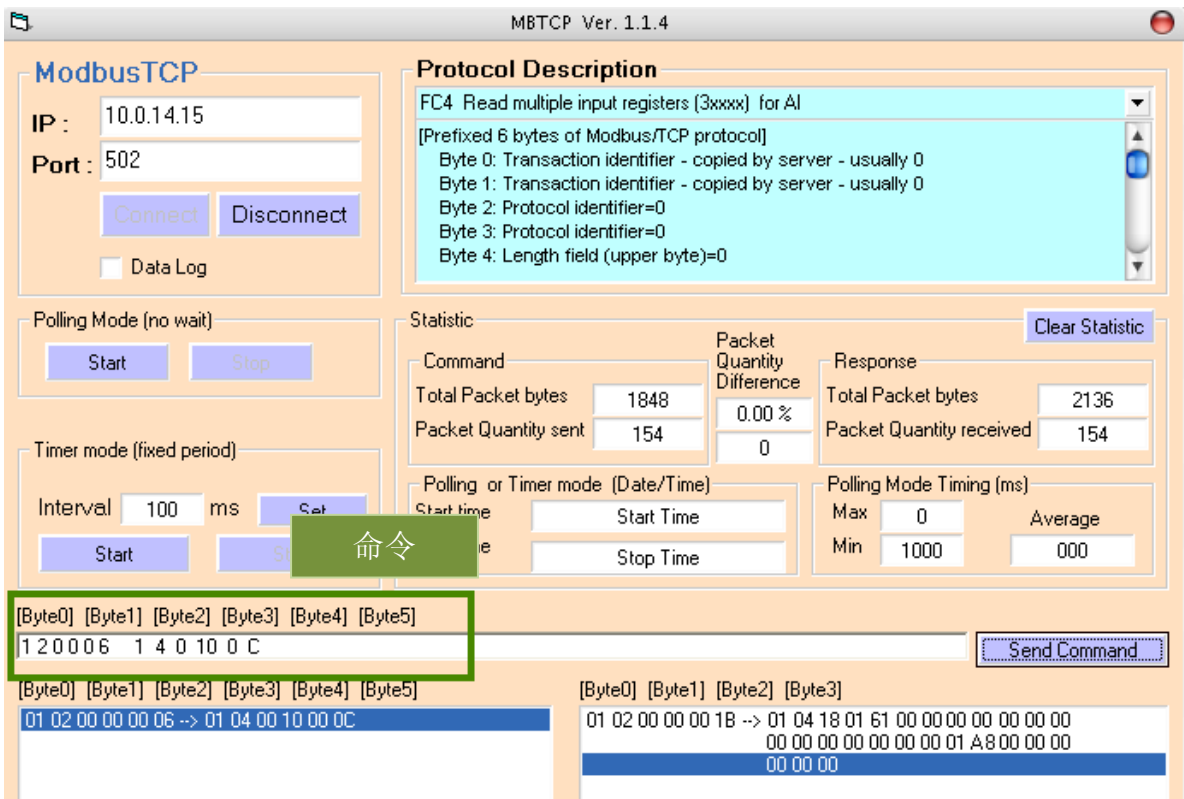 MBTCP Ver. 1.1.4
ModbusTCP
IP :
10.0.14.15
Port :
502
Connect
Disconnect
Data Log
Protocol Description
FC4 Read multiple input registers (3xxxx) for AI
[Prefixed 6 bytes of Modbus/TCP protocol]
Byte 0: Transaction identifier - copied by server - usually 0
Byte 1: Transaction identifier - copied by server - usually 0
Byte 2: Protocol identifier=0
Byte 3: Protocol identifier=0
Byte 4: Length field (upper byte)=0
Polling Mode (no wait)
Start
Stop
Timer mode (fixed period)
Interval
100
ms
Set
Start
Statistic
Clear Statistic
Command
Total Packet bytes
1848
Packet Quantity sent
154
Packet
Quantity
Difference
0.00 %
0
Response
Total Packet bytes
2136
Packet Quantity received
154
Polling or Timer mode (Date/Time)
Start time
Start Time
Stop Time
Polling Mode Timing (ms)
Max
0
Min
1000
Average
000
命令
[Byte0] [Byte1] [Byte2] [Byte3] [Byte4] [Byte5]
1 2 0 0 0 6 1 4 0 10 0 C
Send Command
[Byte0] [Byte1] [Byte2] [Byte3] [Byte4] [Byte5]
01 02 00 00 00 06 --> 01 04 00 10 00 0C
[Byte0] [Byte1] [Byte2] [Byte3]
01 02 00 00 00 1B --> 01 04 18 01 61 00 00 00 00 00 00 00
00 00 00 00 00 00 00 01 A8 00 00 00
00 00 00